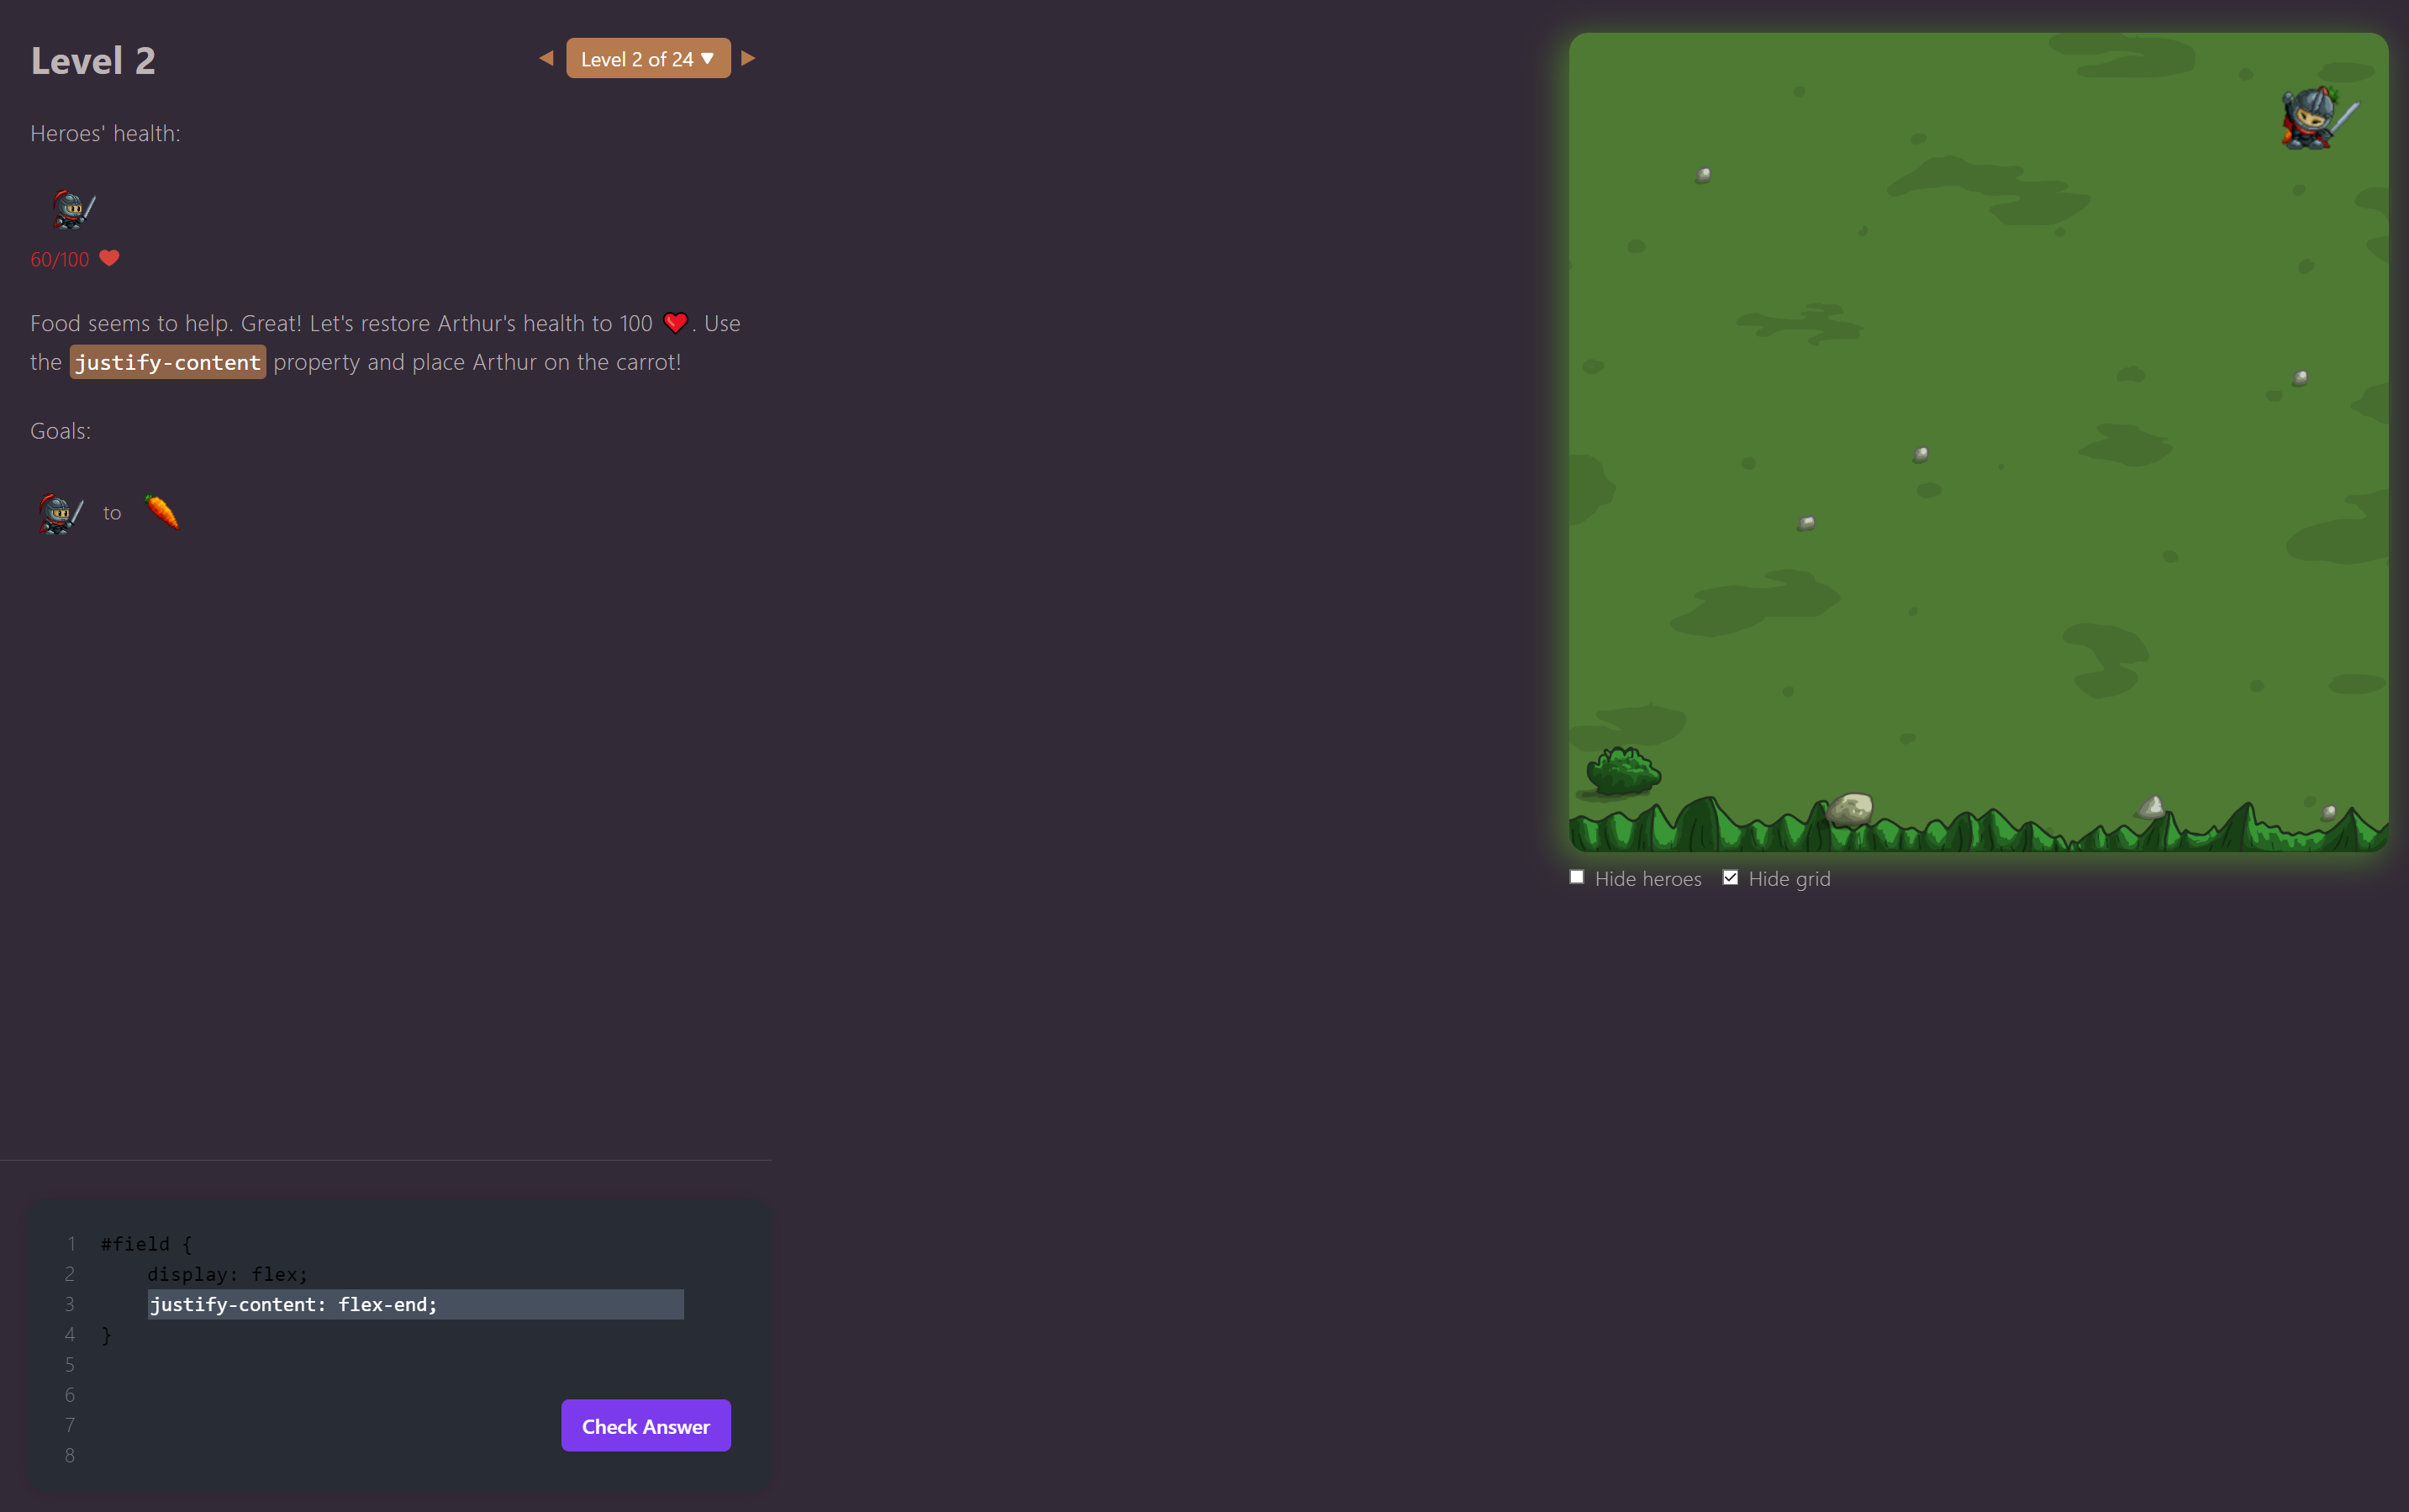 Level 2
Level 2 of 24
Heroes' health:
60/100
Food seems to help. Great! Let's restore Arthur's health to 100 ❤. Use
the justify-content property and place Arthur on the carrot!
Goals:
to
Hide heroes
Hide grid
1 #field {
2 display: flex;
3 justify-content: flex-end;
4 }
5
6
7
8
Check Answer